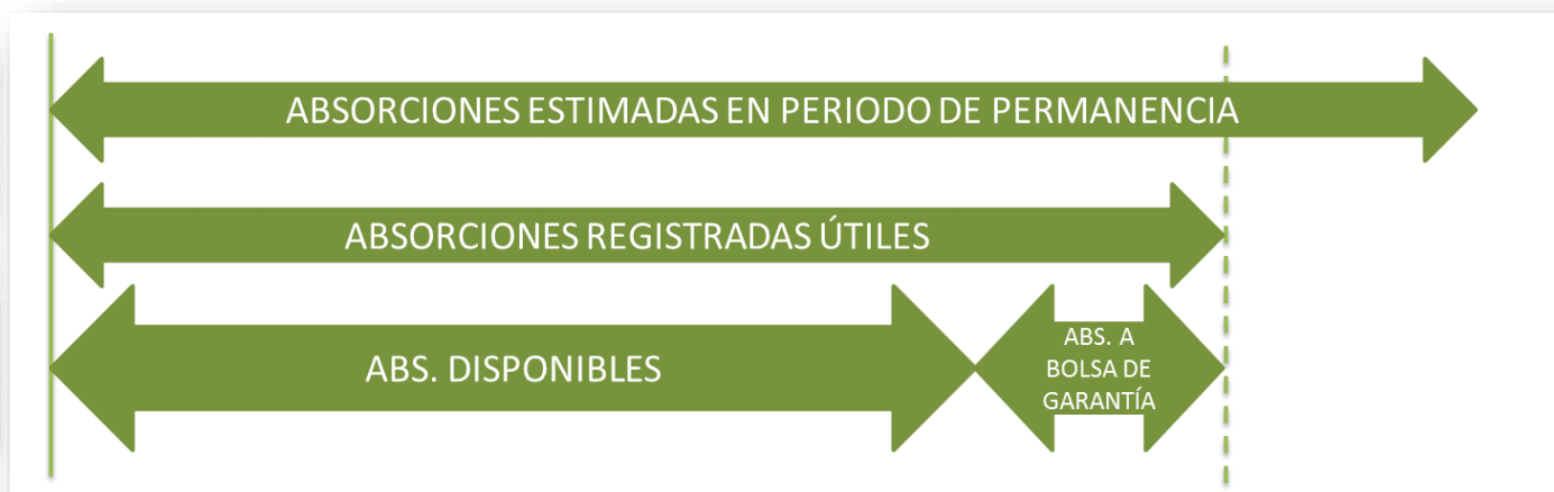 ABSORCIONES ESTIMADAS EN PERIODO DE PERMANENCIA
ABSORCIONES REGISTRADAS ÚTILES
ABS. DISPONIBLES
ABS. A
BOLSA DE
GARANTÍA